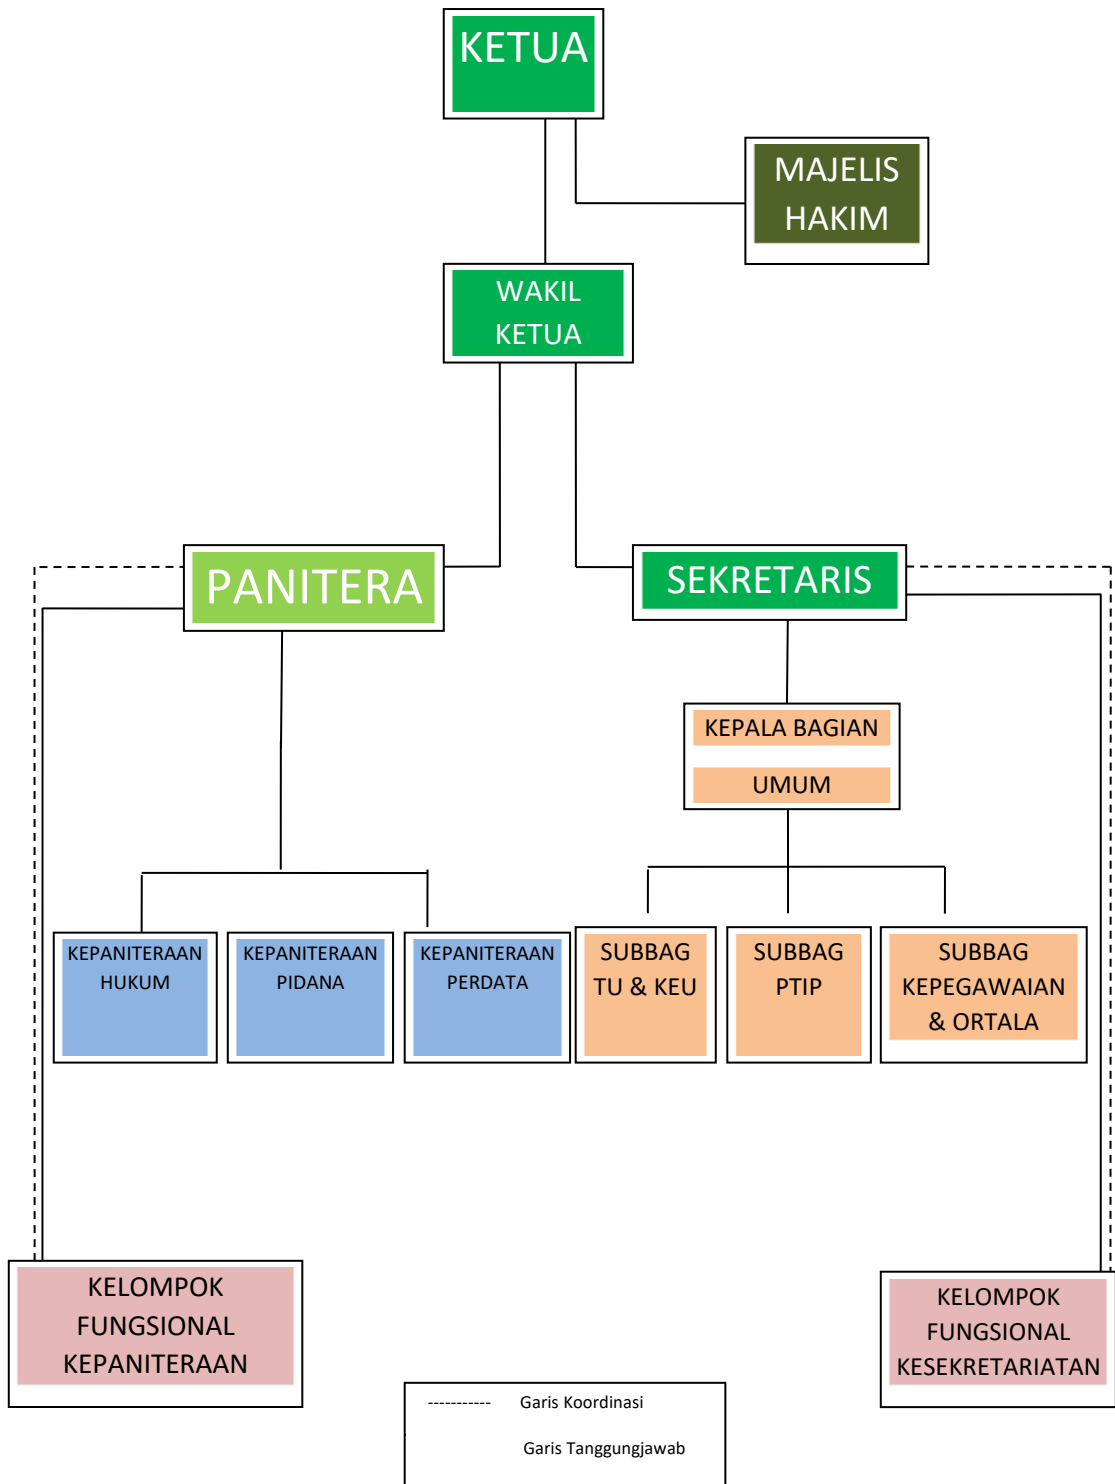 KETUA
MAJELIS
HAKIM
WAKIL
KETUA
PANITERA
SEKRETARIS
KEPALA BAGIAN
UMUM
KEPANITERAAN
HUKUM
KEPANITERAAN
PIDANA
KEPANITERAAN
PERDATA
SUBBAG
TU & KEU
SUBBAG
PTIP
SUBBAG
KEPEGAWAIAN
& ORTALA
KELOMPOK
FUNGSIONAL
KEPANITERAAN
KELOMPOK
FUNGSIONAL
KESEKRETARIATAN
----------- Garis Koordinasi
Garis Tanggungjawab